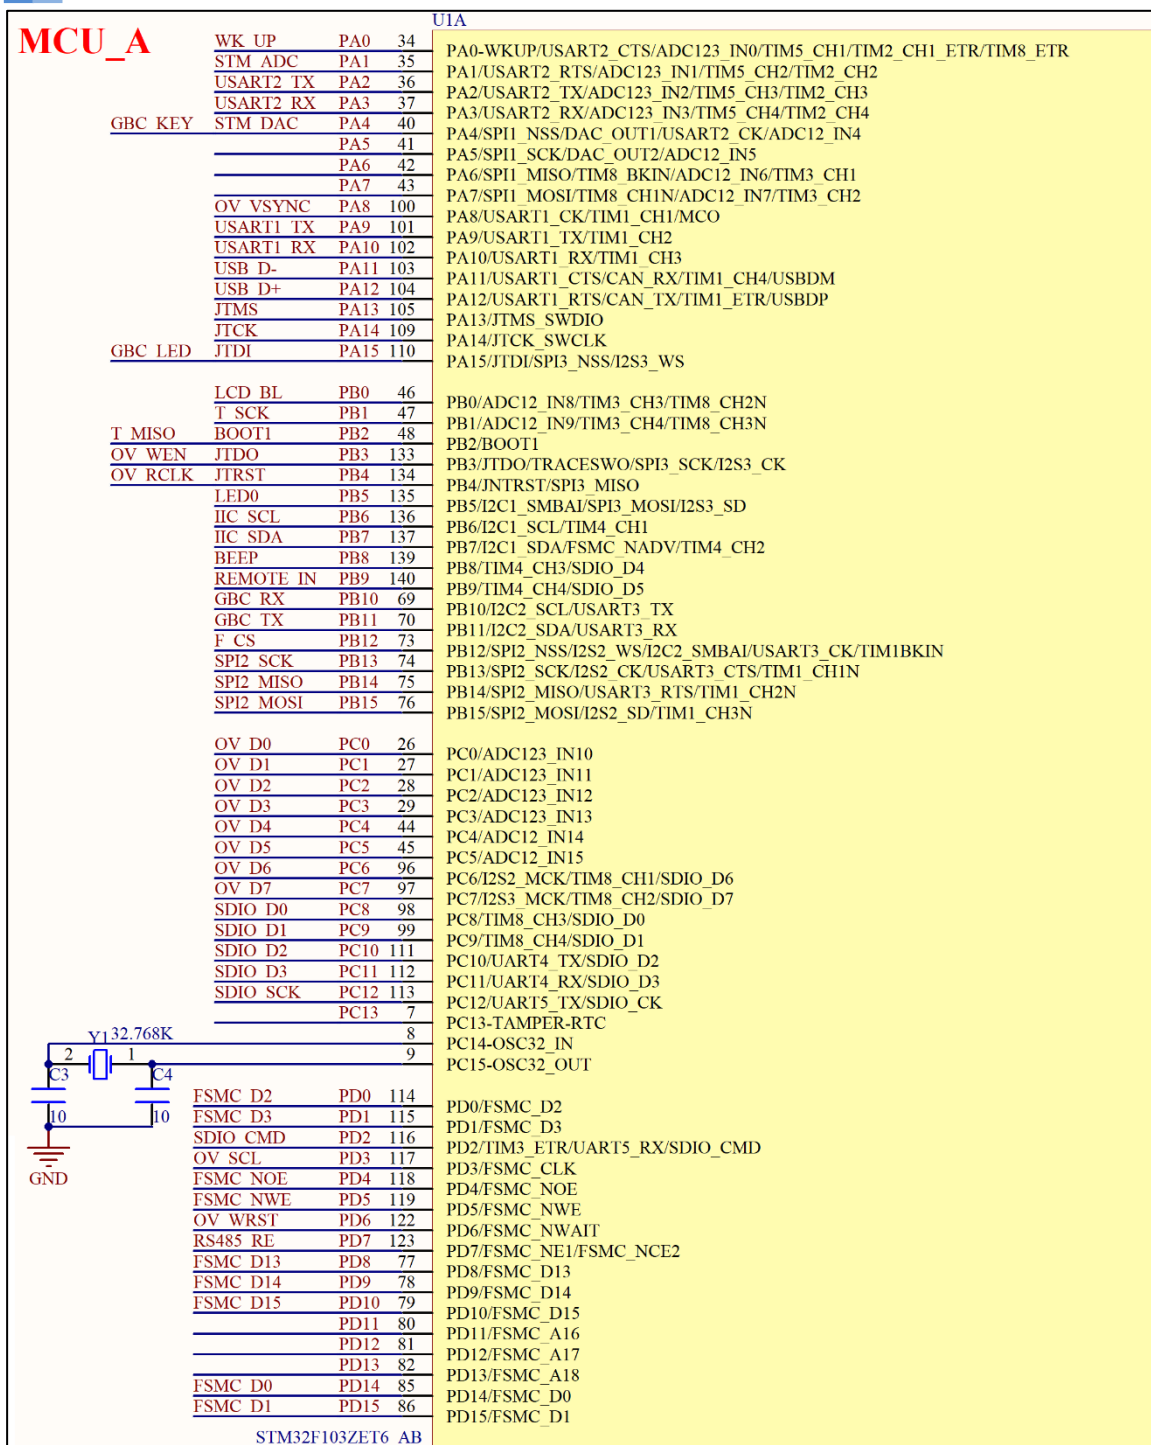 U1A
MCU_A
WK_UP PA0 34 PA0-WKUP/USART2_CTS/ADC123_IN0/TIM5_CH1/TIM2_CH1_ETR/TIM8_ETR
STM_ADC PA1 35 PA1/USART2_RTS/ADC123_IN1/TIM5_CH2/TIM2_CH2
USART2_TX PA2 36 PA2/USART2_TX/ADC123_IN2/TIM5_CH3/TIM2_CH3
USART2_RX PA3 37 PA3/USART2_RX/ADC123_IN3/TIM5_CH4/TIM2_CH4
GBC_KEY STM_DAC PA4 40 PA4/SPI1_NSS/DAC_OUT1/USART2_CK/ADC12_IN4
PA5 41 PA5/SPI1_SCK/DAC_OUT2/ADC12_IN5
PA6 42 PA6/SPI1_MISO/TIM8_BKIN/ADC12_IN6/TIM3_CH1
PA7 43 PA7/SPI1_MOSI/TIM8_CH1N/ADC12_IN7/TIM3_CH2
OV_VSYNC PA8 100 PA8/USART1_CK/TIM1_CH1/MCO
USART1_TX PA9 101 PA9/USART1_TX/TIM1_CH2
USART1_RX PA10 102 PA10/USART1_RX/TIM1_CH3
USB_D- PA11 103 PA11/USART1_CTS/CAN_RX/TIM1_CH4/USBDM
USB_D+ PA12 104 PA12/USART1_RTS/CAN_TX/TIM1_ETR/USBDP
JTMS PA13 105 PA13/JTMS_SWDIO
JTCK PA14 109 PA14/JTCK_SWCLK
GBC_LED JTDI PA15 110 PA15/JTDI/SPI3_NSS/I2S3_WS
LCD_BL PB0 46 PB0/ADC12_IN8/TIM3_CH3/TIM8_CH2N
T_SCK PB1 47 PB1/ADC12_IN9/TIM3_CH4/TIM8_CH3N
T_MISO BOOT1 PB2 48 PB2/BOOT1
OV_WEN JTDO PB3 133 PB3/JTDO/TRACESWO/SPI3_SCK/I2S3_CK
OV_RCLK JTRST PB4 134 PB4/JNTRST/SPI3_MISO
LED0 PB5 135 PB5/I2C1_SMBAI/SPI3_MOSI/I2S3_SD
IIC_SCL PB6 136 PB6/I2C1_SCL/TIM4_CH1
IIC_SDA PB7 137 PB7/I2C1_SDA/FSMC_NADV/TIM4_CH2
BEEP PB8 139 PB8/TIM4_CH3/SDIO_D4
REMOTE_IN PB9 140 PB9/TIM4_CH4/SDIO_D5
GBC_RX PB10 69 PB10/I2C2_SCL/USART3_TX
GBC_TX PB11 70 PB11/I2C2_SDA/USART3_RX
F_CS PB12 73 PB12/SPI2_NSS/I2S2_WS/I2C2_SMBAI/USART3_CK/TIM1BKIN
SPI2_SCK PB13 74 PB13/SPI2_SCK/I2S2_CK/USART3_CTS/TIM1_CH1N
SPI2_MISO PB14 75 PB14/SPI2_MISO/USART3_RTS/TIM1_CH2N
SPI2_MOSI PB15 76 PB15/SPI2_MOSI/I2S2_SD/TIM1_CH3N
OV_D0 PC0 26 PC0/ADC123_IN10
OV_D1 PC1 27 PC1/ADC123_IN11
OV_D2 PC2 28 PC2/ADC123_IN12
OV_D3 PC3 29 PC3/ADC123_IN13
OV_D4 PC4 44 PC4/ADC12_IN14
OV_D5 PC5 45 PC5/ADC12_IN15
OV_D6 PC6 96 PC6/I2S2_MCK/TIM8_CH1/SDIO_D6
OV_D7 PC7 97 PC7/I2S3_MCK/TIM8_CH2/SDIO_D7
SDIO_D0 PC8 98 PC8/TIM8_CH3/SDIO_D0
SDIO_D1 PC9 99 PC9/TIM8_CH4/SDIO_D1
SDIO_D2 PC10 111 PC10/UART4_TX/SDIO_D2
SDIO_D3 PC11 112 PC11/UART4_RX/SDIO_D3
SDIO_SCK PC12 113 PC12/UART5_TX/SDIO_CK
PC13 7 PC13-TAMPER-RTC
Y1 32.768K 8 PC14-OSC32_IN
2 1 9 PC15-OSC32_OUT
C3 C4
10 10
GND
FSMC_D2 PD0 114 PD0/FSMC_D2
FSMC_D3 PD1 115 PD1/FSMC_D3
SDIO_CMD PD2 116 PD2/TIM3_ETR/UART5_RX/SDIO_CMD
OV_SCL PD3 117 PD3/FSMC_CLK
FSMC_NOE PD4 118 PD4/FSMC_NOE
FSMC_NWE PD5 119 PD5/FSMC_NWE
OV_WRST PD6 122 PD6/FSMC_NWAIT
RS485_RE PD7 123 PD7/FSMC_NE1/FSMC_NCE2
FSMC_D13 PD8 77 PD8/FSMC_D13
FSMC_D14 PD9 78 PD9/FSMC_D14
FSMC_D15 PD10 79 PD10/FSMC_D15
PD11 80 PD11/FSMC_A16
PD12 81 PD12/FSMC_A17
PD13 82 PD13/FSMC_A18
FSMC_D0 PD14 85 PD14/FSMC_D0
FSMC_D1 PD15 86 PD15/FSMC_D1
STM32F103ZET6_AB